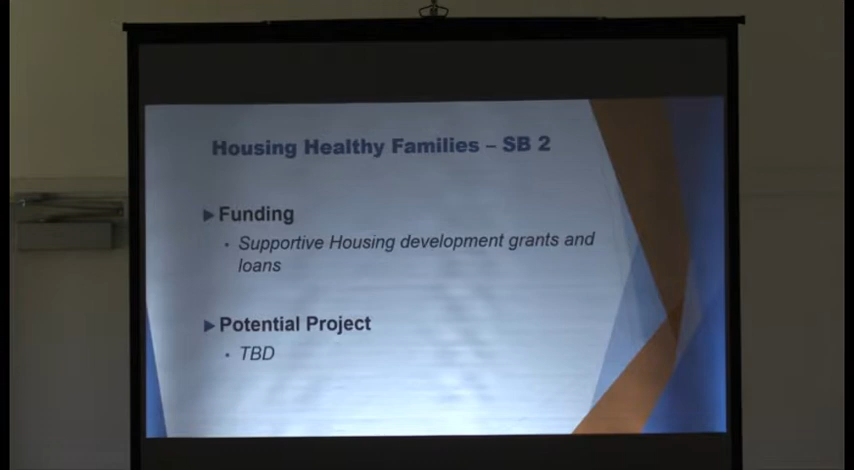 Housing Healthy Families – SB 2
Funding
Supportive Housing development grants and
loans
Potential Project
TBD